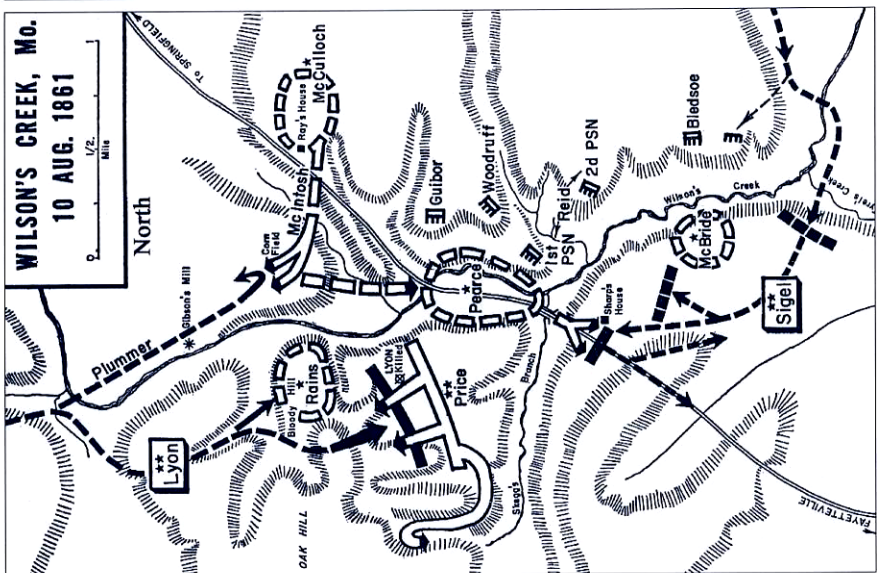 WILSON'S CREEK, Mo.
10 AUG. 1861
0 1/2 1
Mile
North
To SPRINGFIELD
McCulloch
Ray's House
McIntosh
Corn
Field
Gibson's Mill
Plummer
Guibor
Woodruff
Reid
2d PSN
1st
PSN
Bledsoe
Wilson's
Creek
McBride
Pearce
Sharp's
House
Sigel
Rains
Bloody
Hill
LYON
Killed
Price
Lyon
OAK HILL
Skegg's
Branch
FAYETTEVILLE